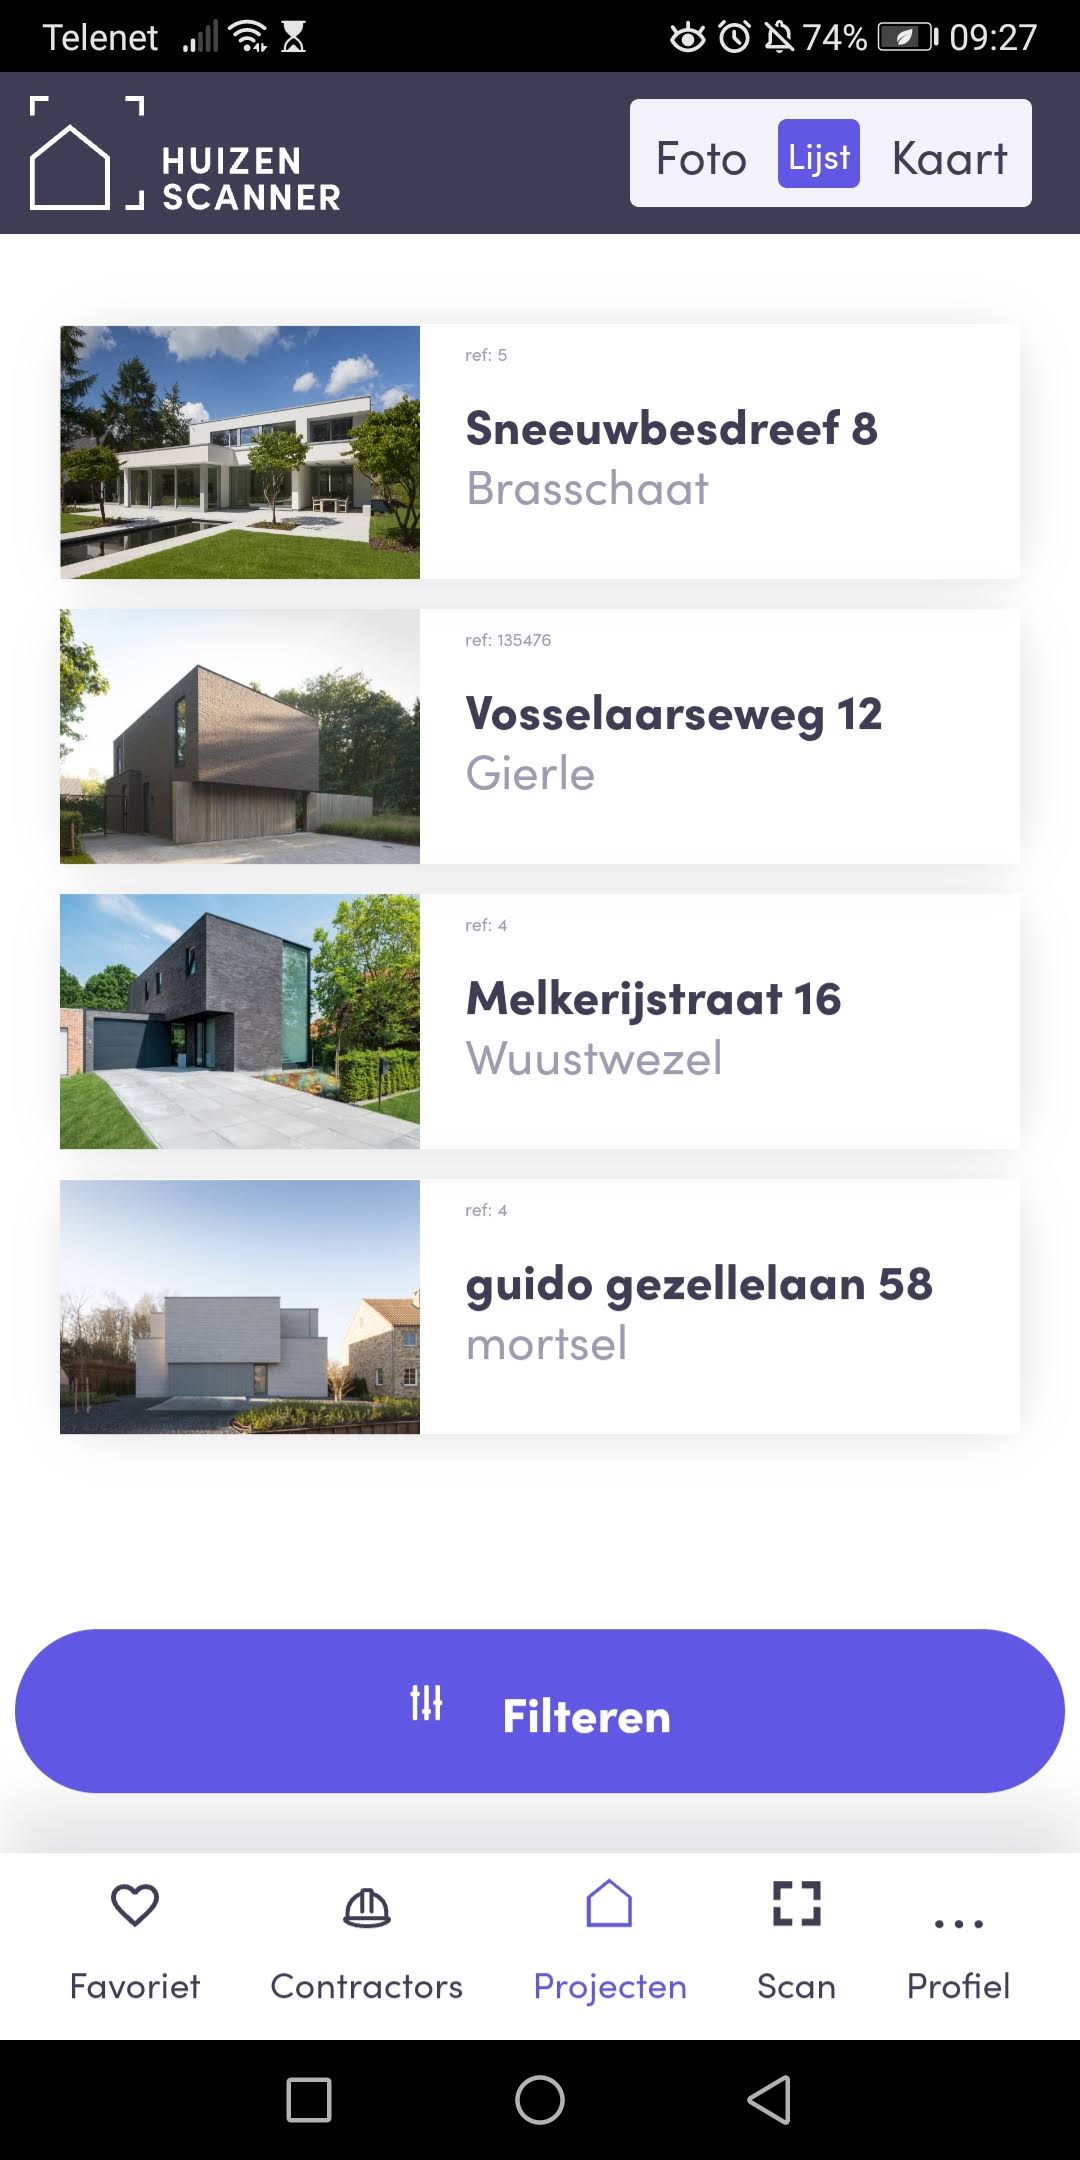 Telenet 74% 09:27
HUIZEN
SCANNER
Foto Lijst Kaart
ref: 5
Sneeuwbesdreef 8
Brasschaat
ref: 135476
Vosselaarseweg 12
Gierle
ref: 4
Melkerijstraat 16
Wuustwezel
ref: 4
guido gezellelaan 58
mortsel
Filteren
Favoriet Contractors Projecten Scan Profiel